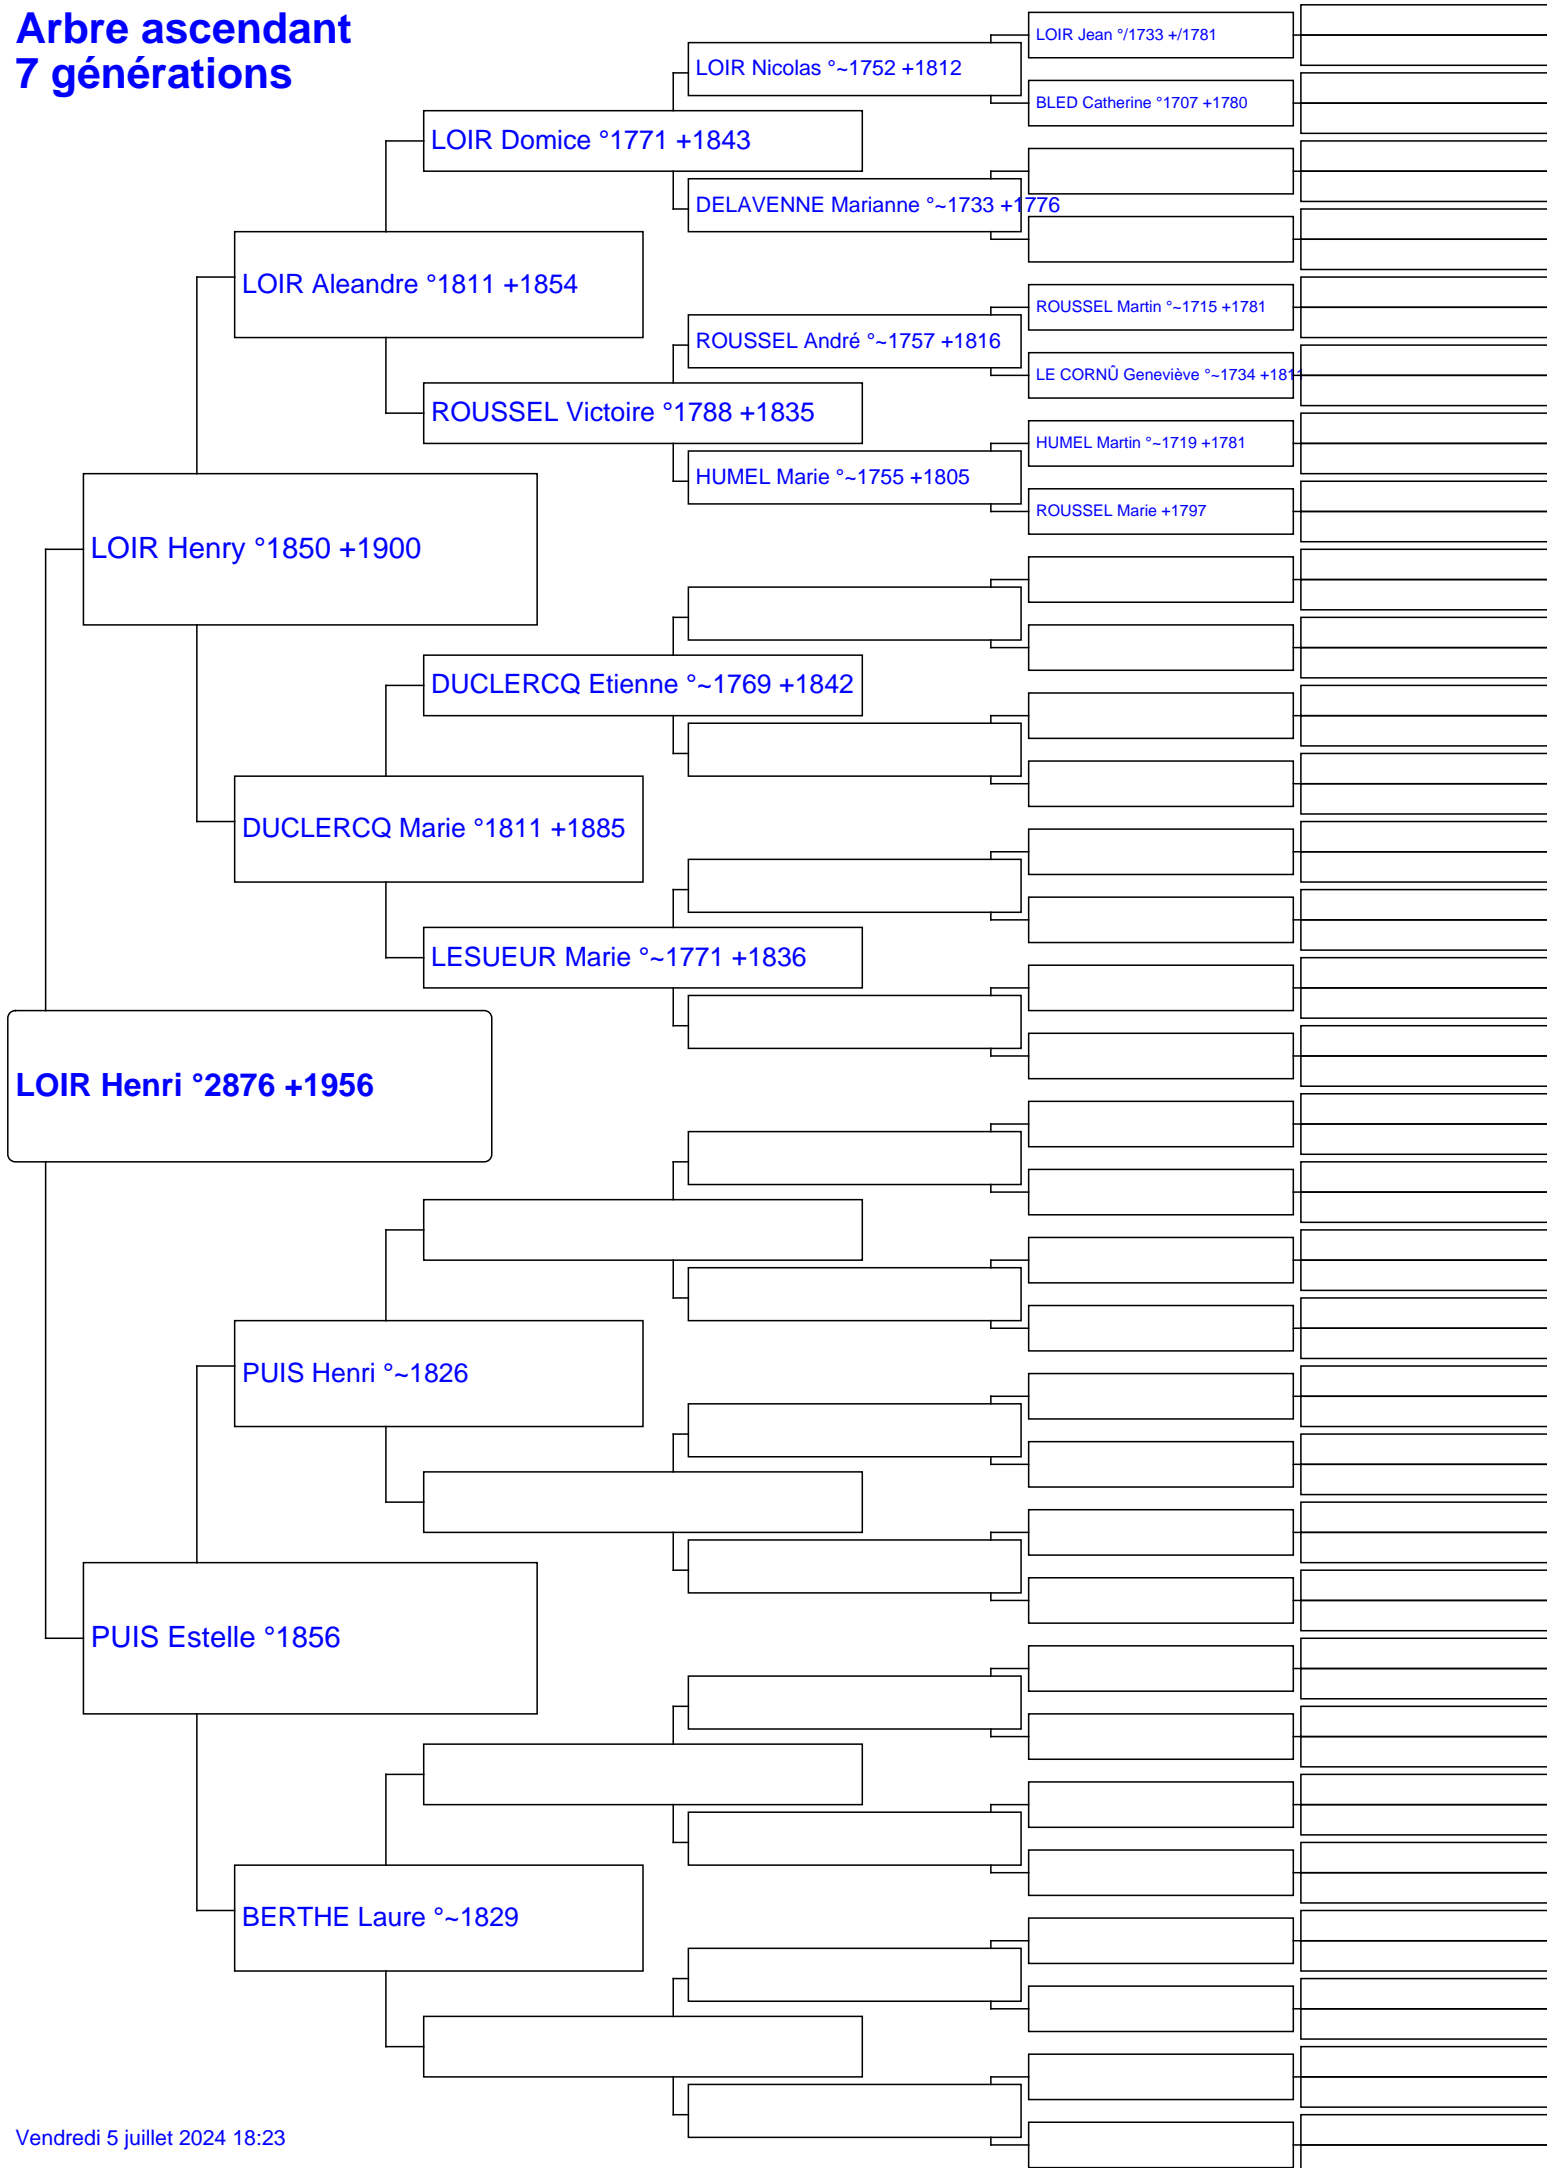 Arbre ascendant
7 générations
LOIR Jean °/1733 +/1781
LOIR Nicolas °~1752 +1812
BLED Catherine °1707 +1780
LOIR Domice °1771 +1843
DELAVENNE Marianne °~1733 +1776
LOIR Aleandre °1811 +1854
ROUSSEL Martin °~1715 +1781
ROUSSEL André °~1757 +1816
LE CORNÛ Geneviève °~1734
ROUSSEL Victoire °1788 +1835
HUMEL Martin °~1719 +1781
HUMEL Marie °~1755 +1805
ROUSSEL Marie +1797
LOIR Henry °1850 +1900
DUCLERCQ Etienne °~1769 +1842
DUCLERCQ Marie °1811 +1885
LESUEUR Marie °~1771 +1836
LOIR Henri °2876 +1956
PUIS Henri °~1826
PUIS Estelle °1856
BERTHE Laure °~1829
Vendredi 5 juillet 2024 18:23